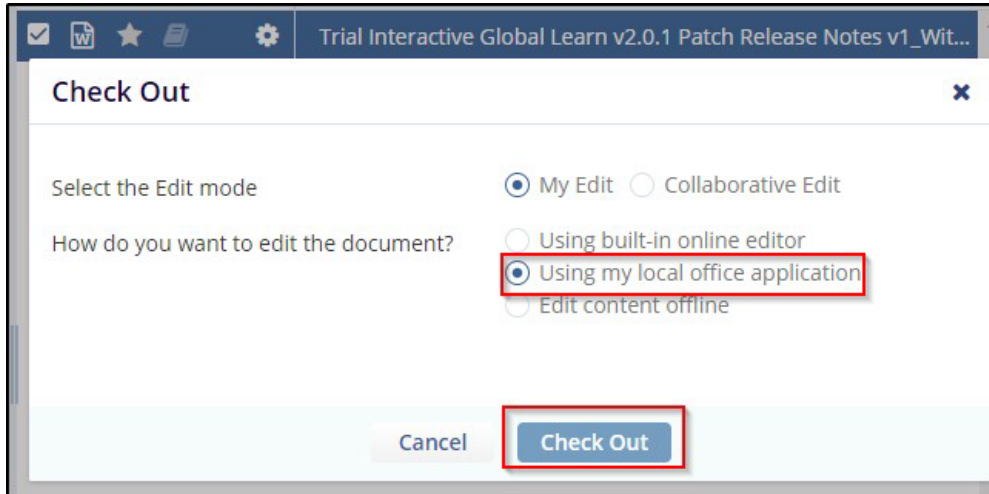 Trial Interactive Global Learn v2.0.1 Patch Release Notes v1_Wit...
Check Out
Select the Edit mode
My Edit Collaborative Edit
How do you want to edit the document?
Using built-in online editor
Using my local office application
Edit content offline
Cancel Check Out